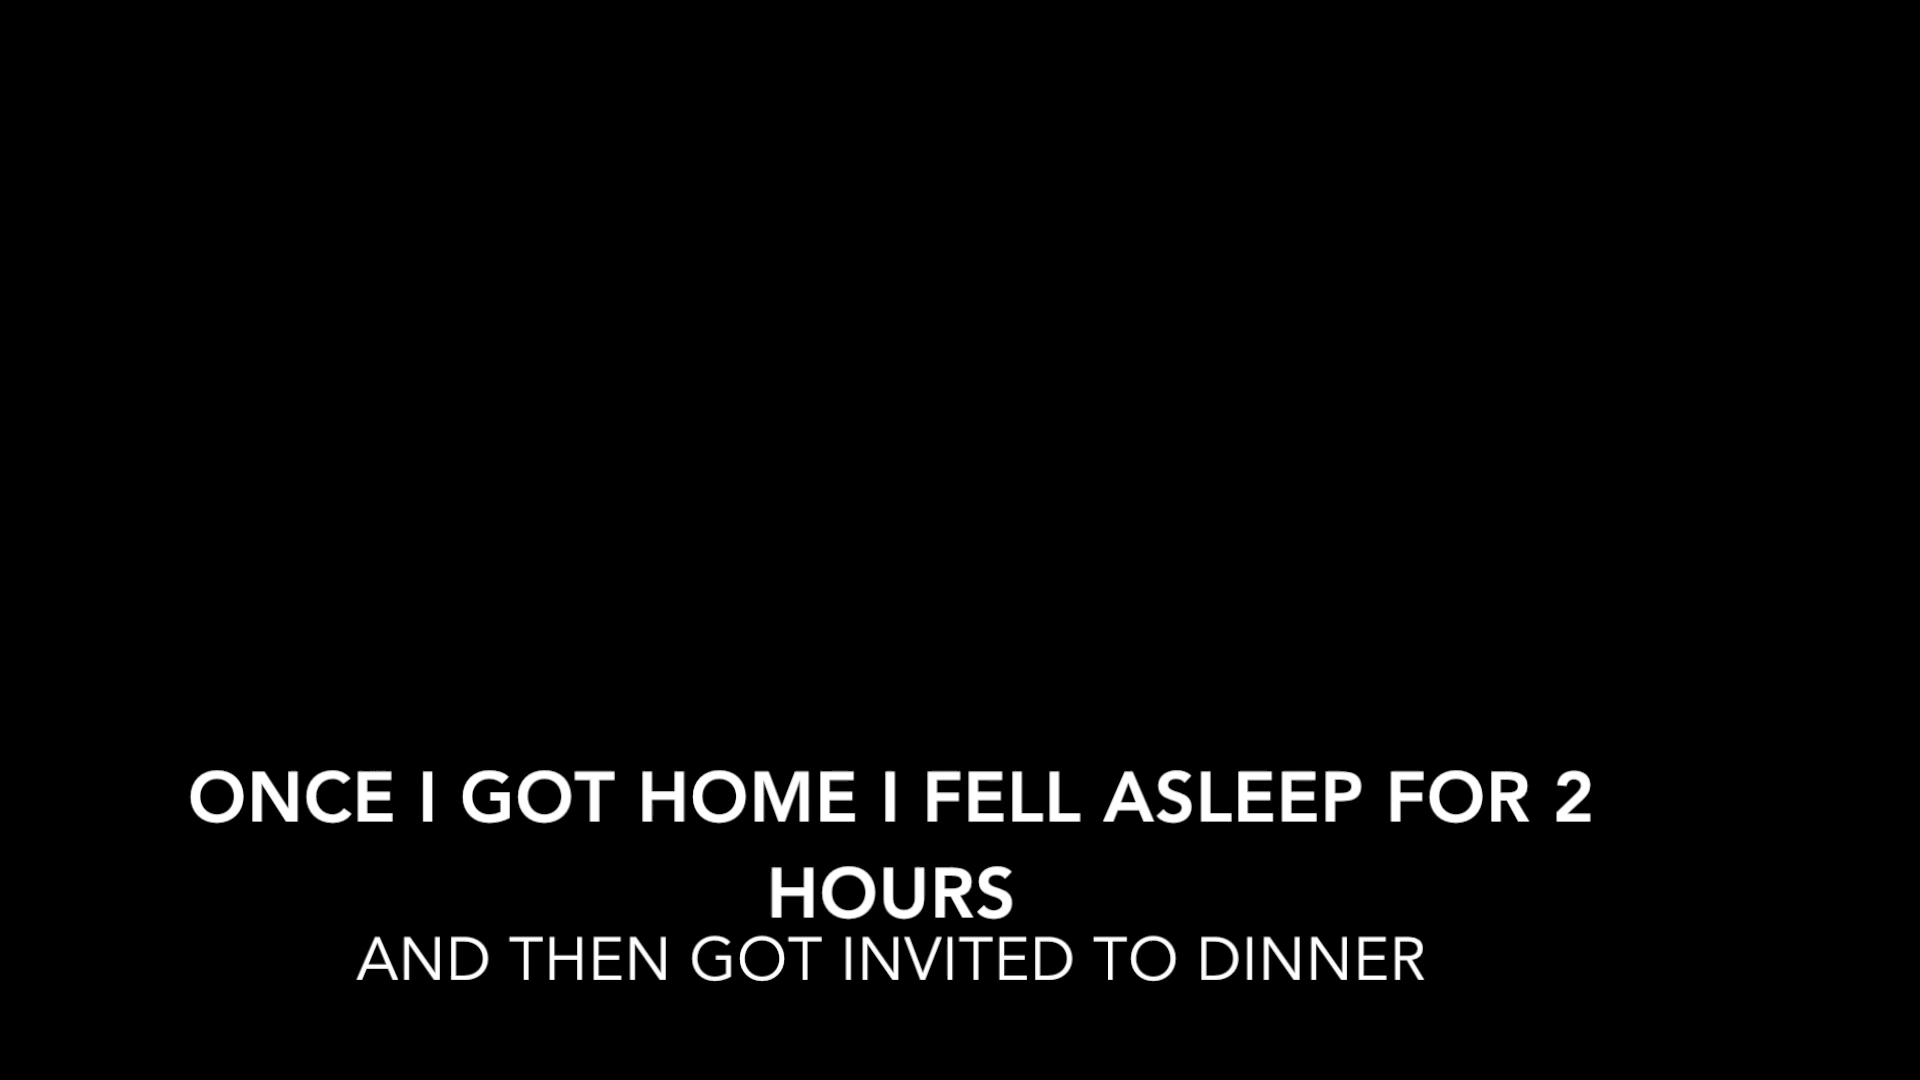 ONCE I GOT HOME I FELL ASLEEP FOR 2
HOURS
AND THEN GOT INVITED TO DINNER